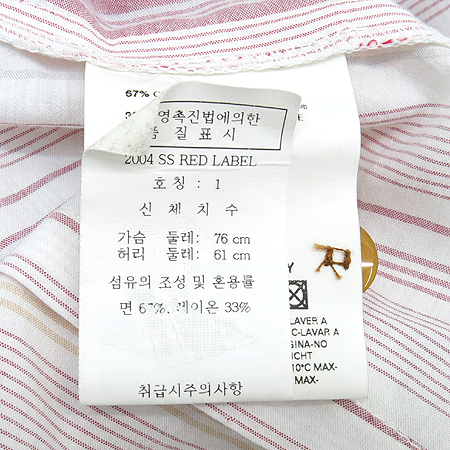 67%
영촉진법에의한
품 질 표 시
2004 SS RED LABEL
호칭 : 1
신 체 치 수
가슴 둘레: 76 cm
허리 둘레: 61 cm
섬유의 조성 및 혼용률
면 67%, 레이온 33%
취급시주의사항
Y
LAVER A
C-LAVAR A
GINA-NO
ICHT
10°C MAX-
MAX-